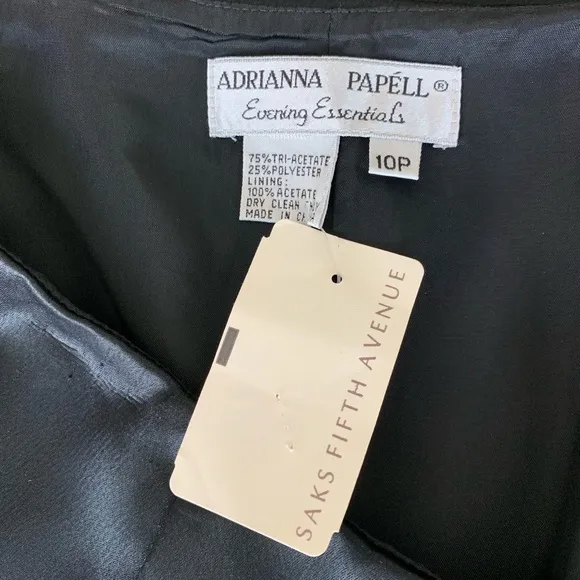 ADRIANNA PAPÉLL®
Evening Essentials
10P
75%TRI-ACETATE
25%POLYESTER
LINING:
100%ACETATE
DRY CLEAN
MADE IN
SAKS FIFTH AVENUE